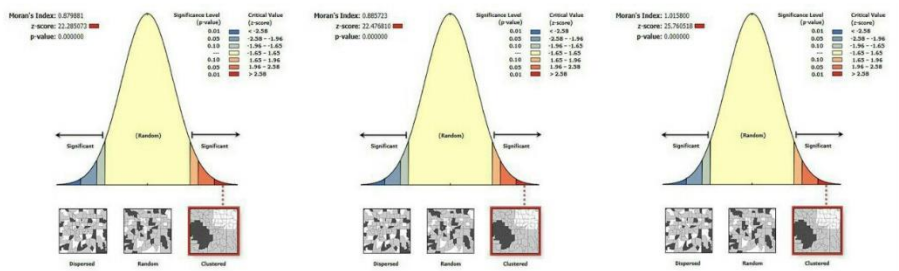 Moran's Index: 0.879881
z-score: 22.285073
p-value: 0.000000
Significance Level (p-value)
Critical Value (z-score)
0.01 < -2.58
0.05 -2.58 – -1.96
0.10 -1.96 – -1.65
--- -1.65 – 1.65
0.10 1.65 – 1.96
0.05 1.96 – 2.58
0.01 > 2.58
Significant
(Random)
Significant
Dispersed
Random
Clustered
Moran's Index: 0.885723
z-score: 22.476810
p-value: 0.000000
Significance Level (p-value)
Critical Value (z-score)
0.01 < -2.58
0.05 -2.58 – -1.96
0.10 -1.96 – -1.65
--- -1.65 – 1.65
0.10 1.65 – 1.96
0.05 1.96 – 2.58
0.01 > 2.58
Significant
(Random)
Significant
Dispersed
Random
Clustered
Moran's Index: 1.015800
z-score: 25.760518
p-value: 0.000000
Significance Level (p-value)
Critical Value (z-score)
0.01 < -2.58
0.05 -2.58 – -1.96
0.10 -1.96 – -1.65
--- -1.65 – 1.65
0.10 1.65 – 1.96
0.05 1.96 – 2.58
0.01 > 2.58
Significant
(Random)
Significant
Dispersed
Random
Clustered